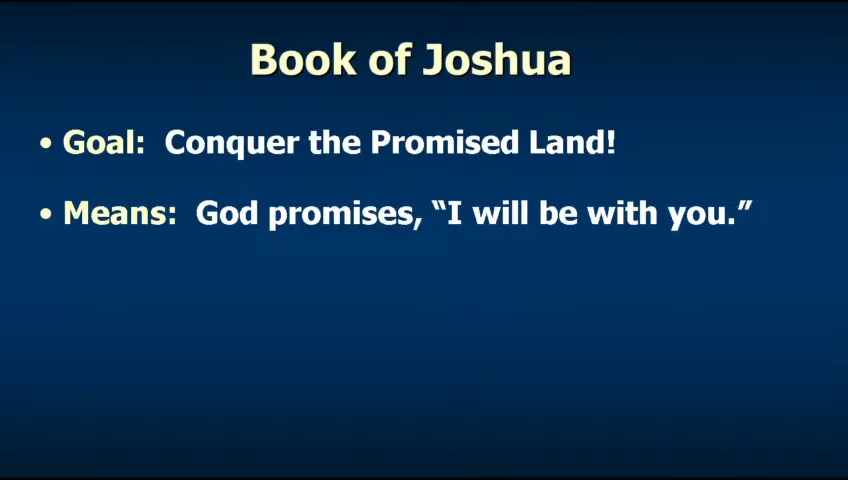 Book of Joshua
• Goal: Conquer the Promised Land!
• Means: God promises, “I will be with you.”